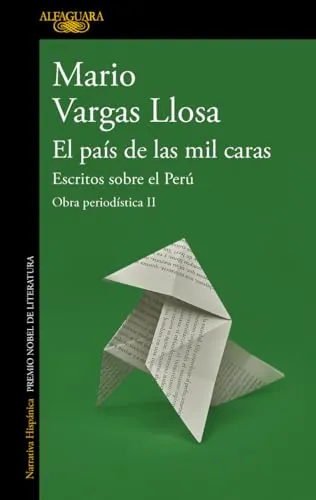 ALFAGUARA
Mario
Vargas Llosa
El país de las mil caras
Escritos sobre el Perú
Obra periodística II
Narrativa Hispánica PREMIO NOBEL DE LITERATURA